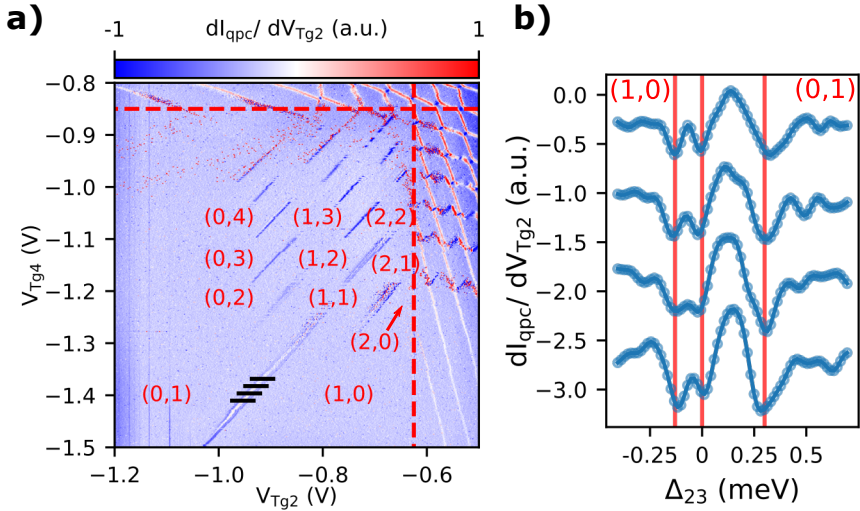 a)
-1 dI_qpc/ dV_Tg2 (a.u.) 1
−0.8
−0.9
−1.0
−1.1
−1.2
−1.3
−1.4
−1.5
V_Tg4 (V)
(0,4) (1,3) (2,2)
(0,3) (1,2) (2,1)
(0,2) (1,1)
(2,0)
(0,1) (1,0)
−1.2 −1.0 −0.8 −0.6
V_Tg2 (V)
b)
(1,0) (0,1)
0.0
−0.5
−1.0
−1.5
−2.0
−2.5
−3.0
dI_qpc/ dV_Tg2 (a.u.)
-0.25 0 0.25 0.5
Δ_23 (meV)